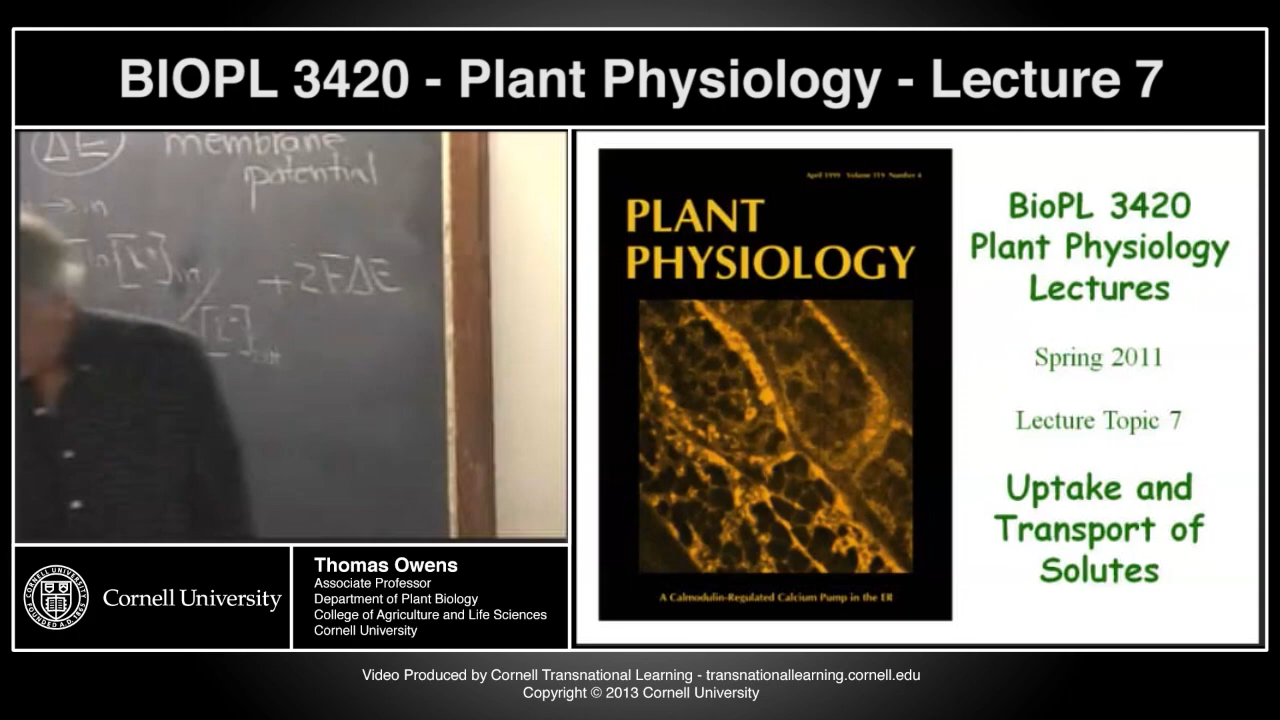 BIOPL 3420 - Plant Physiology - Lecture 7
ΔE membrane
potential
→ in
+ZFΔE
April 1999 Volume 119 Number 4
PLANT
PHYSIOLOGY
A Calmodulin-Regulated Calcium Pump in the ER
BioPL 3420
Plant Physiology
Lectures
Spring 2011
Lecture Topic 7
Uptake and
Transport of
Solutes
Cornell University
Thomas Owens
Associate Professor
Department of Plant Biology
College of Agriculture and Life Sciences
Cornell University
Video Produced by Cornell Transnational Learning - transnationallearning.cornell.edu
Copyright © 2013 Cornell University